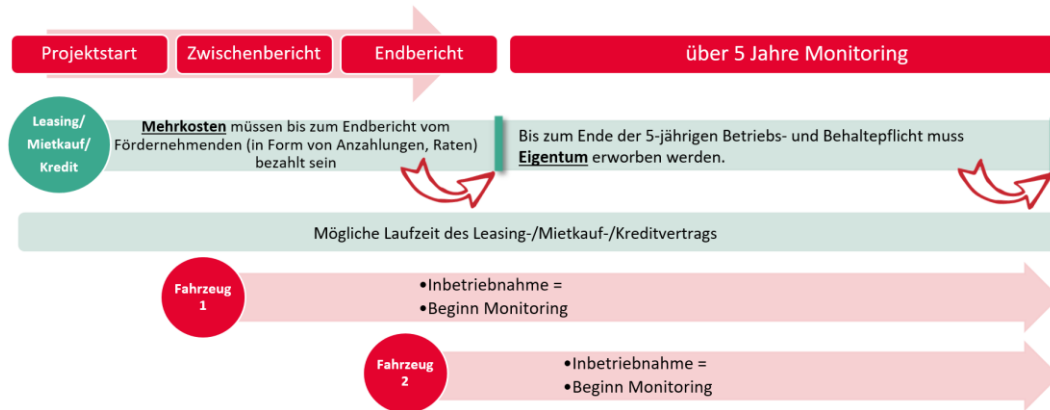 Projektstart
Zwischenbericht
Endbericht
über 5 Jahre Monitoring
Leasing/
Mietkauf/
Kredit
Mehrkosten müssen bis zum Endbericht vom
Fördernehmenden (in Form von Anzahlungen, Raten)
bezahlt sein
Bis zum Ende der 5-jährigen Betriebs- und Behaltepflicht muss
Eigentum erworben werden.
Mögliche Laufzeit des Leasing-/Mietkauf-/Kreditvertrags
Fahrzeug
1
•Inbetriebnahme =
•Beginn Monitoring
Fahrzeug
2
•Inbetriebnahme =
•Beginn Monitoring